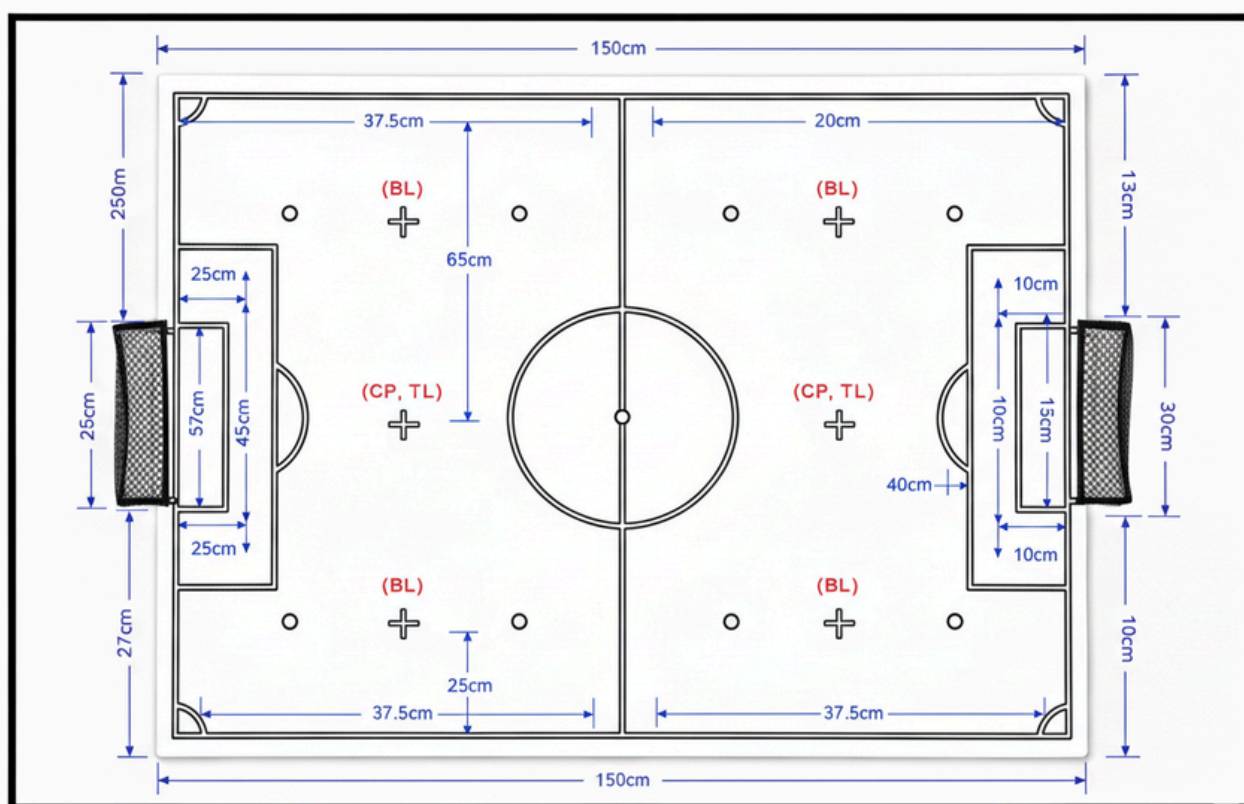 150cm
37.5cm
20cm
250m
13cm
(BL)
(BL)
65cm
25cm
10cm
(CP, TL)
(CP, TL)
25cm
57cm
45cm
10cm
15cm
30cm
40cm
25cm
10cm
(BL)
(BL)
27cm
10cm
25cm
37.5cm
37.5cm
150cm